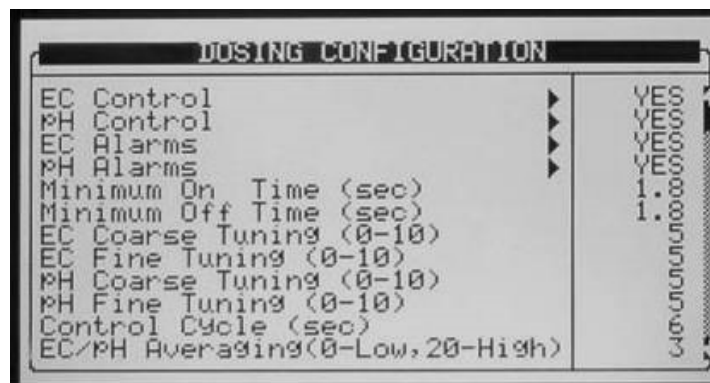 DOSING CONFIGURATION
EC Control YES
pH Control YES
EC Alarms YES
pH Alarms YES
Minimum On Time (sec) 1.8
Minimum Off Time (sec) 1.8
EC Coarse Tuning (0-10) 5
EC Fine Tuning (0-10) 5
pH Coarse Tuning (0-10) 5
pH Fine Tuning (0-10) 5
Control Cycle (sec) 6
EC/pH Averaging(0-Low,20-High) 3